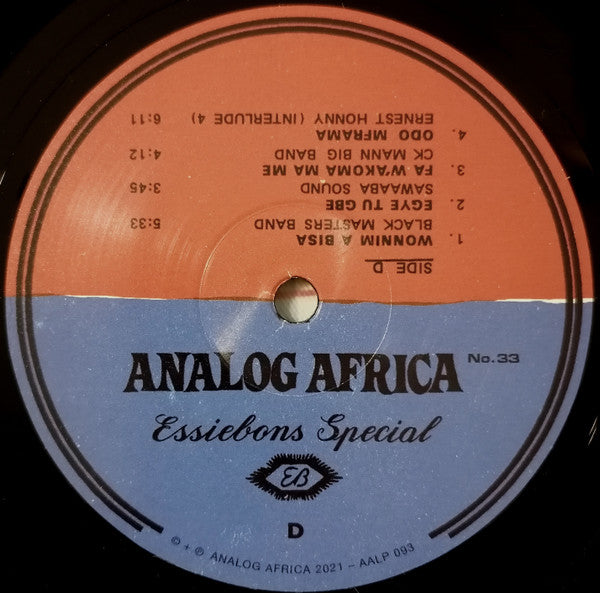 SIDE D
1. WONNIM A BISA
BLACK MASTERS BAND 5:33
2. EGYE TU GBE
SAWAABA SOUND 3:45
3. FA W'AKOMA MA ME
CK MANN BIG BAND 4:12
4. ODO MFRAMA
ERNEST HONNY (INTERLUDE 4) 6:11
ANALOG AFRICA No.33
Essiebons Special
EB
D
© + ℗ ANALOG AFRICA 2021 - AALP 093